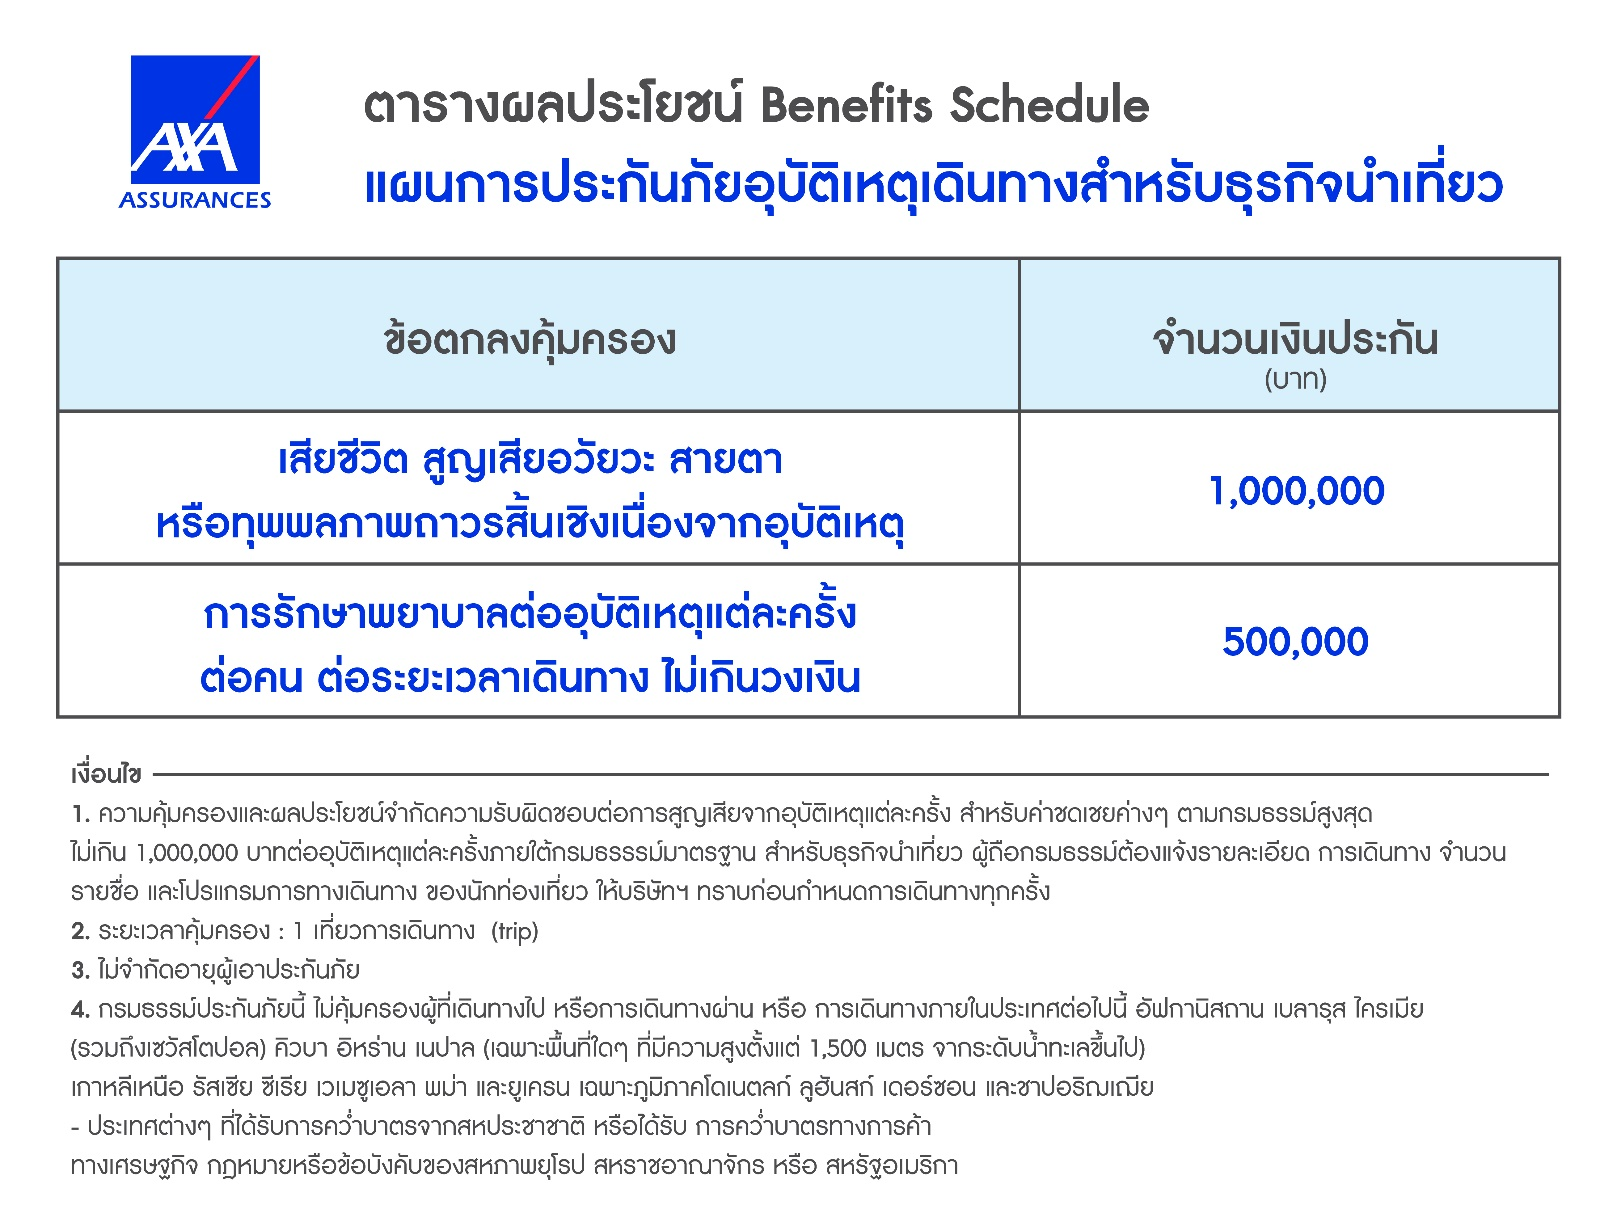 AXA
ASSURANCES
ตารางผลประโยชน์ Benefits Schedule
แผนการประกันภัยอุบัติเหตุเดินทางสำหรับธุรกิจนำเที่ยว
ข้อตกลงคุ้มครอง
จำนวนเงินประกัน
(บาท)
เสียชีวิต สูญเสียอวัยวะ สายตา
หรือทุพพลภาพถาวรสิ้นเชิงเนื่องจากอุบัติเหตุ
1,000,000
การรักษาพยาบาลต่ออุบัติเหตุแต่ละครั้ง
ต่อคน ต่อระยะเวลาเดินทาง ไม่เกินวงเงิน
500,000
เงื่อนไข
1. ความคุ้มครองและผลประโยชน์จำกัดความรับผิดชอบต่อการสูญเสียจากอุบัติเหตุแต่ละครั้ง สำหรับค่าชดเชยค่างๆ ตามกรมธรรม์สูงสุด
ไม่เกิน 1,000,000 บาทต่ออุบัติเหตุแต่ละครั้งภายใต้กรมธรรรม์มาตรฐาน สำหรับธุรกิจนำเที่ยว ผู้ถือกรมธรรม์ต้องแจ้งรายละเอียด การเดินทาง จำนวน
รายชื่อ และโปรแกรมการทางเดินทาง ของนักท่องเที่ยว ให้บริษัทฯ ทราบก่อนกำหนดการเดินทางทุกครั้ง
2. ระยะเวลาคุ้มครอง : 1 เที่ยวการเดินทาง (trip)
3. ไม่จำกัดอายุผู้เอาประกันภัย
4. กรมธรรม์ประกันภัยนี้ ไม่คุ้มครองผู้ที่เดินทางไป หรือการเดินทางผ่าน หรือ การเดินทางภายในประเทศต่อไปนี้ อัฟกานิสถาน เบลารุส ไครเมีย
(รวมถึงเซวัสโตปอล) คิวบา อิหร่าน เนปาล (เฉพาะพื้นที่ใดๆ ที่มีความสูงตั้งแต่ 1,500 เมตร จากระดับน้ำทะเลขึ้นไป)
เกาหลีเหนือ รัสเซีย ซีเรีย เวเมซูเอลา พม่า และยูเครน เฉพาะภูมิภาคโดเนตลก์ ลูฮันสก์ เดอร์ซอน และซาปอริฌเฌีย
- ประเทศต่างๆ ที่ได้รับการคว่ำบาตรจากสหประชาชาติ หรือได้รับ การคว่ำบาตรทางการค้า
ทางเศรษฐกิจ กฎหมายหรือข้อบังคับของสหภาพยุโรป สหราชอาณาจักร หรือ สหรัฐอเมริกา